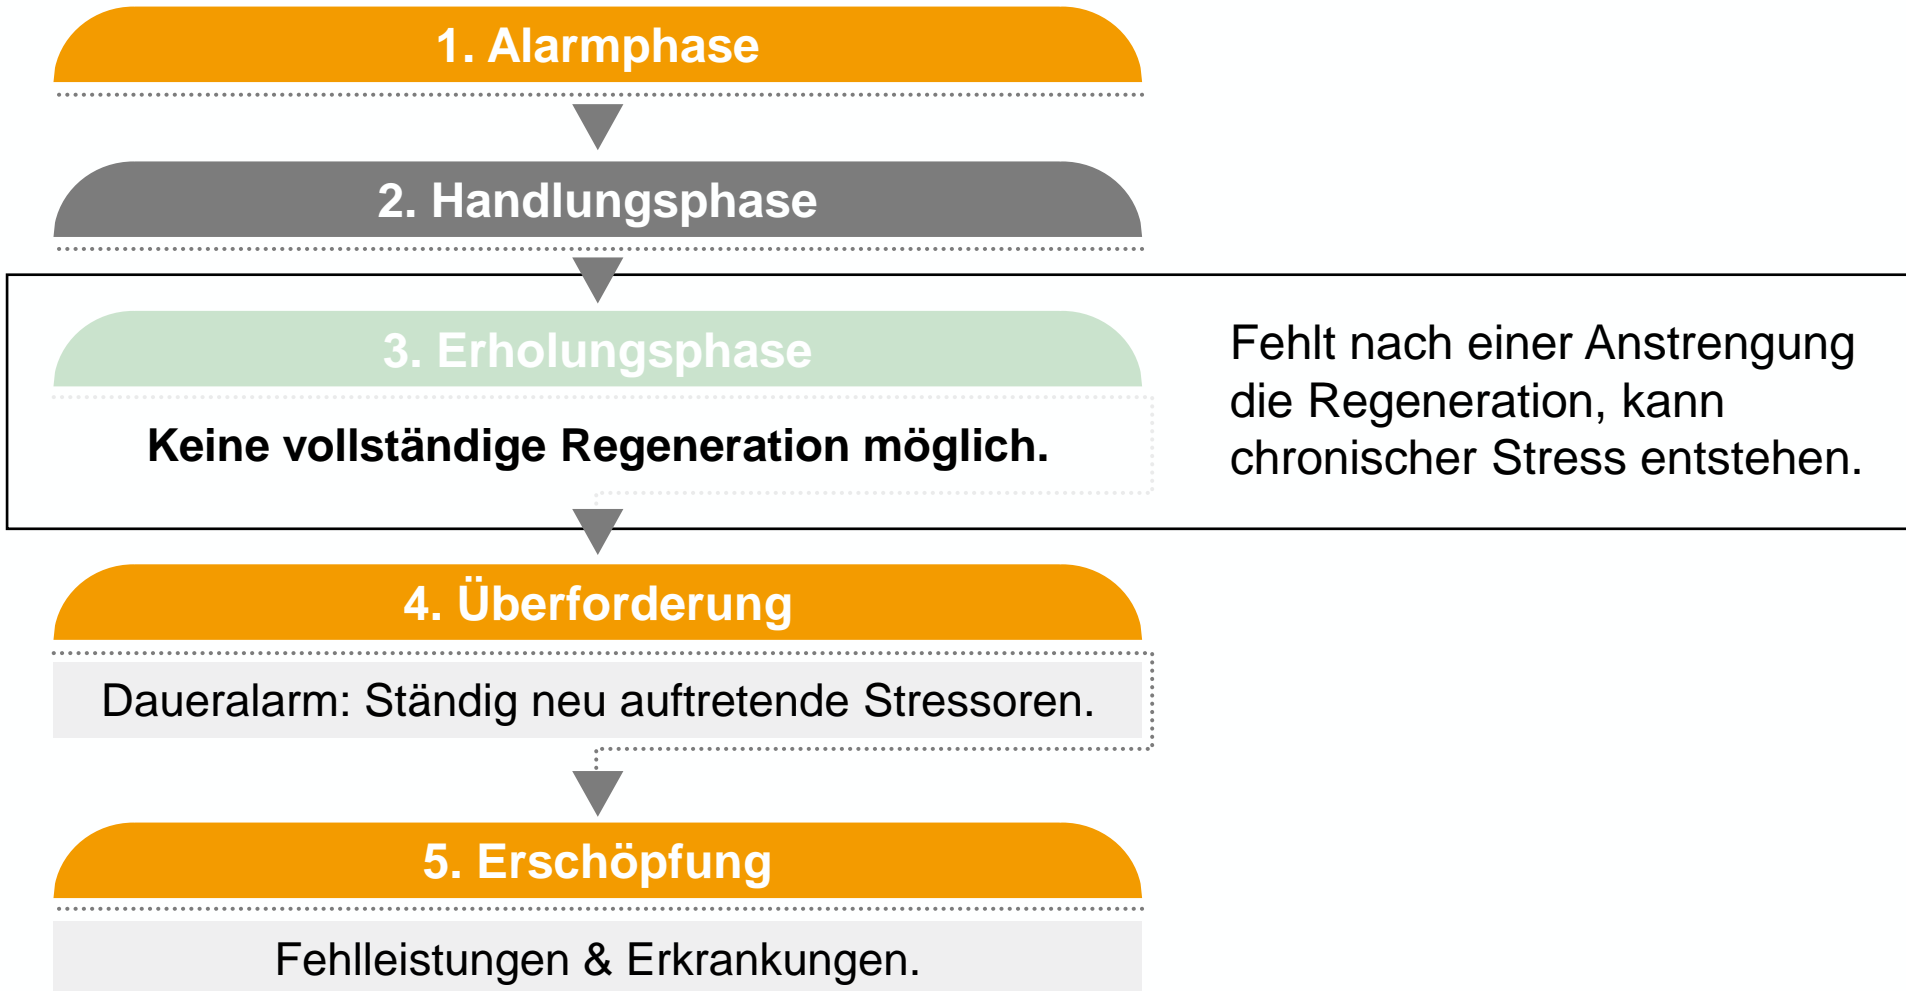 1. Alarmphase
2. Handlungsphase
3. Erholungsphase
Keine vollständige Regeneration möglich.
Fehlt nach einer Anstrengung
die Regeneration, kann
chronischer Stress entstehen.
4. Überforderung
Daueralarm: Ständig neu auftretende Stressoren.
5. Erschöpfung
Fehlleistungen & Erkrankungen.